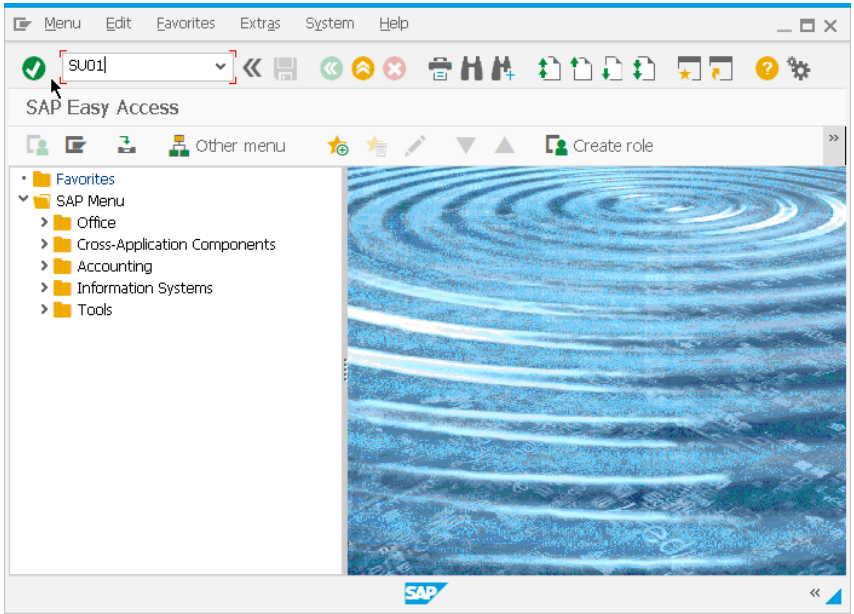 Menu Edit Favorites Extras System Help
SU01
SAP Easy Access
Other menu Create role
Favorites
SAP Menu
Office
Cross-Application Components
Accounting
Information Systems
Tools
SAP